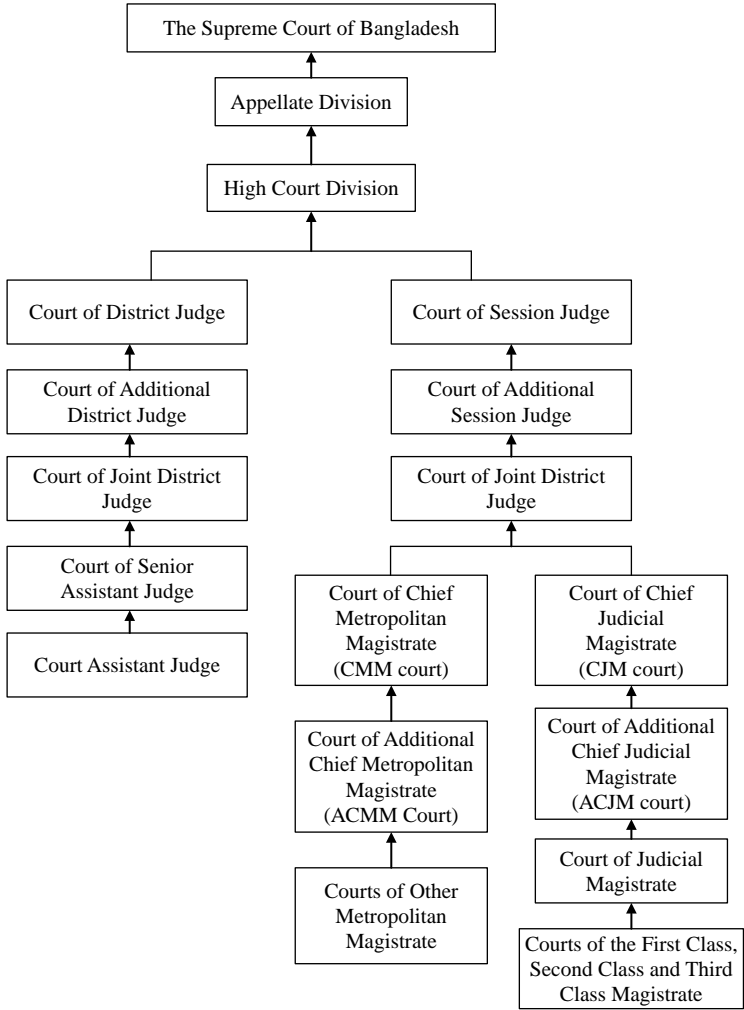 The Supreme Court of Bangladesh
Appellate Division
High Court Division
Court of District Judge
Court of Session Judge
Court of Additional
District Judge
Court of Additional
Session Judge
Court of Joint District
Judge
Court of Joint District
Judge
Court of Senior
Assistant Judge
Court Assistant Judge
Court of Chief
Metropolitan
Magistrate
(CMM court)
Court of Chief
Judicial
Magistrate
(CJM court)
Court of Additional
Chief Metropolitan
Magistrate
(ACMM Court)
Court of Additional
Chief Judicial
Magistrate
(ACJM court)
Courts of Other
Metropolitan
Magistrate
Court of Judicial
Magistrate
Courts of the First Class,
Second Class and Third
Class Magistrate